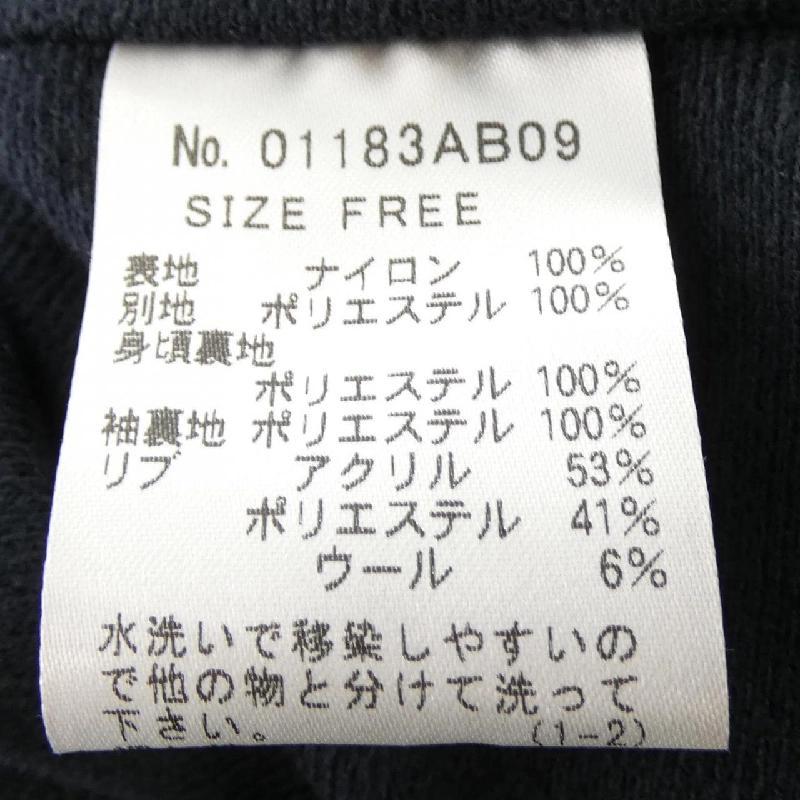 No. 01183AB09
SIZE FREE
表地 ナイロン 100%
別地 ポリエステル 100%
身頃裏地
ポリエステル 100%
袖裏地 ポリエステル 100%
リブ アクリル 53%
ポリエステル 41%
ウール 6%
水洗いで移染しやすいの
で他の物と分けて洗って
下さい。
(1-2)